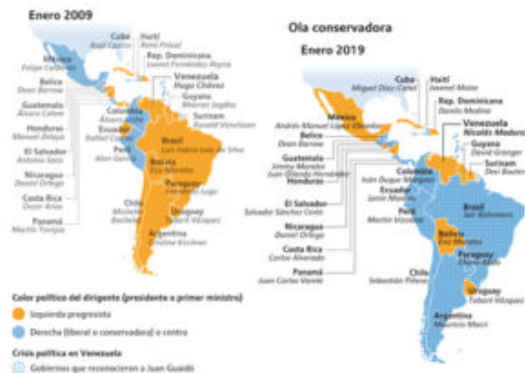 Enero 2009
Cuba
Raúl Castro
Haití
René Préval
Rep. Dominicana
Leonel Fernández Reyna
México
Felipe Calderón
Belice
Dean Barrow
Guatemala
Álvaro Colom
Honduras
Manuel Zelaya
El Salvador
Antonio Saca
Nicaragua
Daniel Ortega
Costa Rica
Óscar Arias
Panamá
Martín Torrijos
Venezuela
Hugo Chávez
Guyana
Bharrat Jagdeo
Surinam
Ronald Venetiaan
Colombia
Álvaro Uribe
Ecuador
Rafael Correa
Perú
Alan García
Brasil
Luiz Inácio Lula da Silva
Bolivia
Evo Morales
Paraguay
Fernando Lugo
Chile
Michelle
Bachelet
Uruguay
Tabaré Vázquez
Argentina
Cristina Kirchner
Ola conservadora
Enero 2019
Cuba
Miguel Díaz-Canel
Haití
Jovenel Moïse
Rep. Dominicana
Danilo Medina
México
Andrés Manuel López Obrador
Belice
Dean Barrow
Guatemala
Jimmy Morales
Juan Orlando Hernández
Honduras
El Salvador
Salvador Sánchez Cerén
Nicaragua
Daniel Ortega
Costa Rica
Carlos Alvarado
Panamá
Juan Carlos Varela
Venezuela
Nicolás Maduro
Guyana
David Granger
Surinam
Desi Bouterse
Colombia
Iván Duque Márquez
Ecuador
Lenín Moreno
Perú
Martín Vizcarra
Brasil
Jair Bolsonaro
Bolivia
Evo Morales
Paraguay
Chile
Sebastián Piñera
Uruguay
Tabaré Vázquez
Argentina
Mauricio Macri
Color político del dirigente (presidente o primer ministro)
Izquierda progresista
Derecha (liberal o conservadora) o centro
Crisis política en Venezuela
Gobiernos que reconocieron a Juan Guaidó